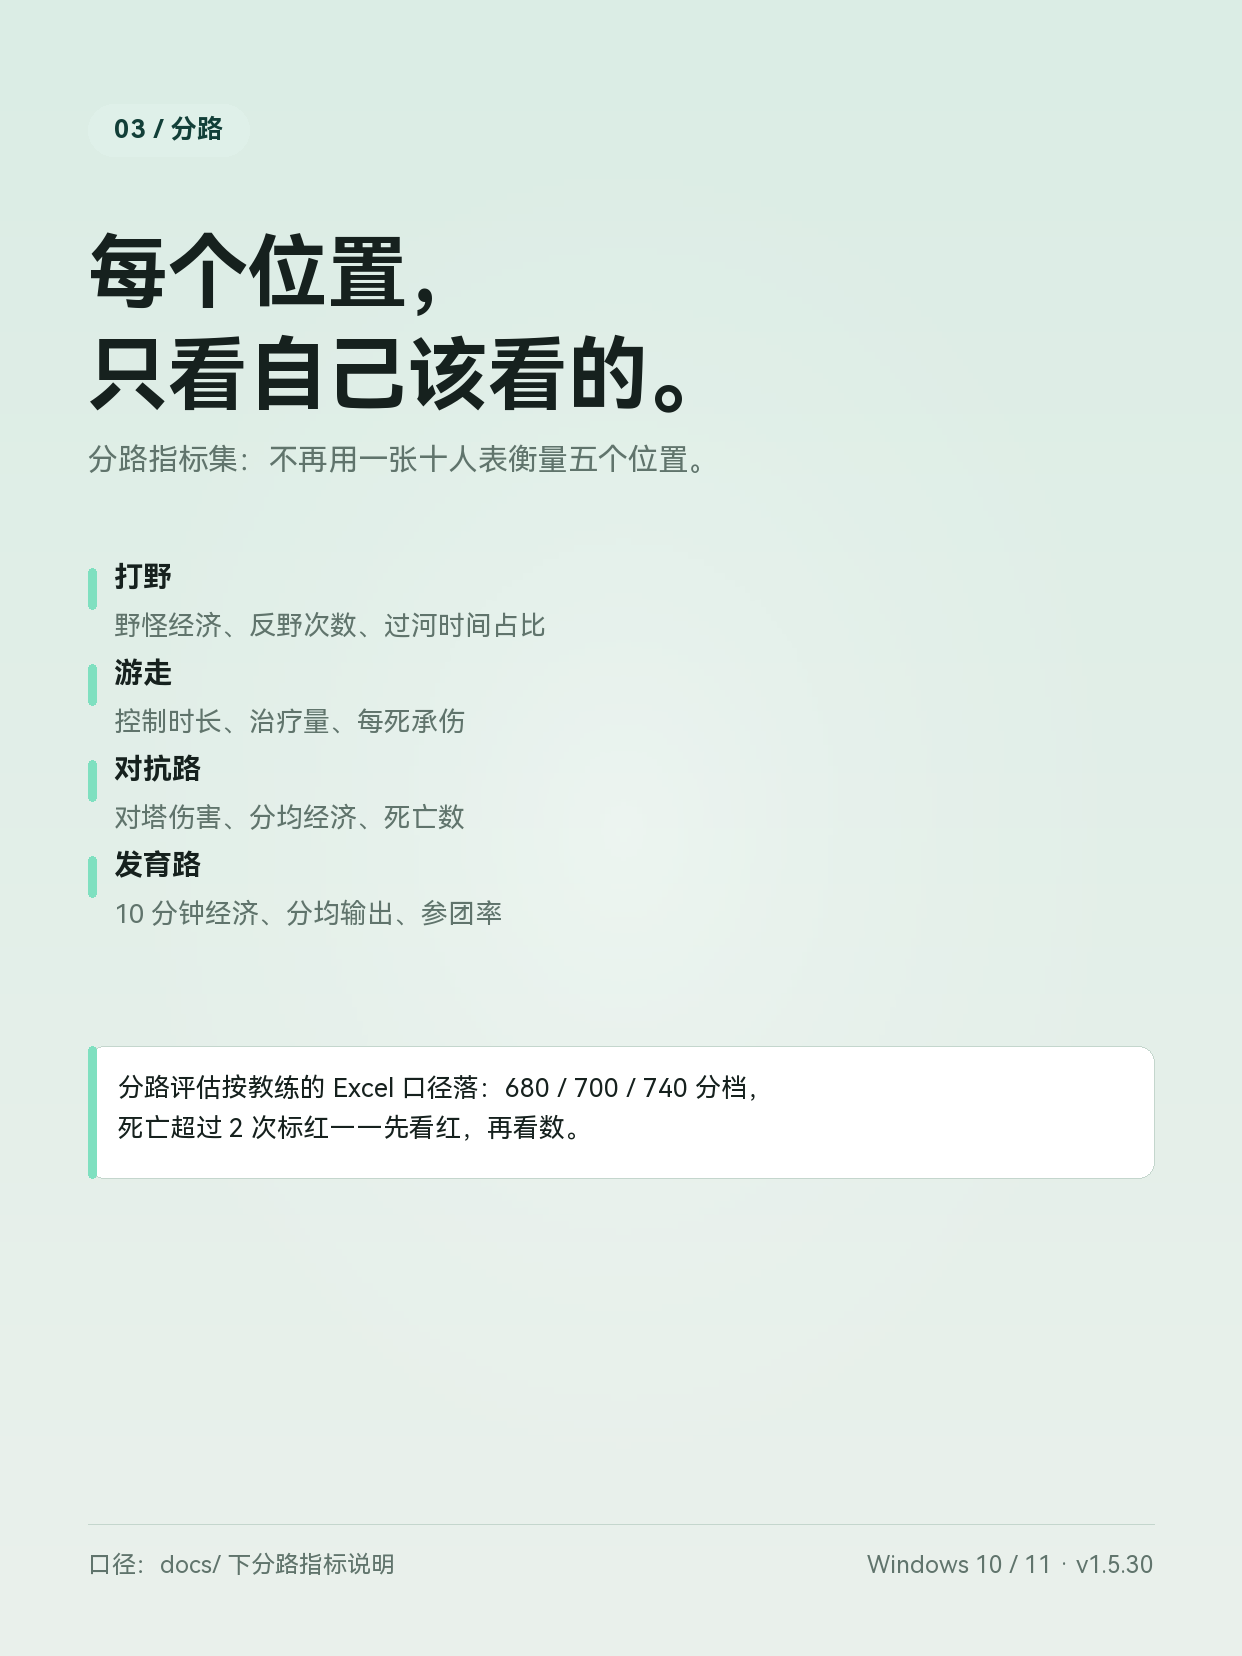 03 / 分路
每个位置，
只看自己该看的。
分路指标集：不再用一张十人表衡量五个位置。
打野
野怪经济、反野次数、过河时间占比
游走
控制时长、治疗量、每死承伤
对抗路
对塔伤害、分均经济、死亡数
发育路
10 分钟经济、分均输出、参团率
分路评估按教练的 Excel 口径落：680 / 700 / 740 分档，
死亡超过 2 次标红一一先看红，再看数。
口径：docs/ 下分路指标说明
Windows 10 / 11 · v1.5.30